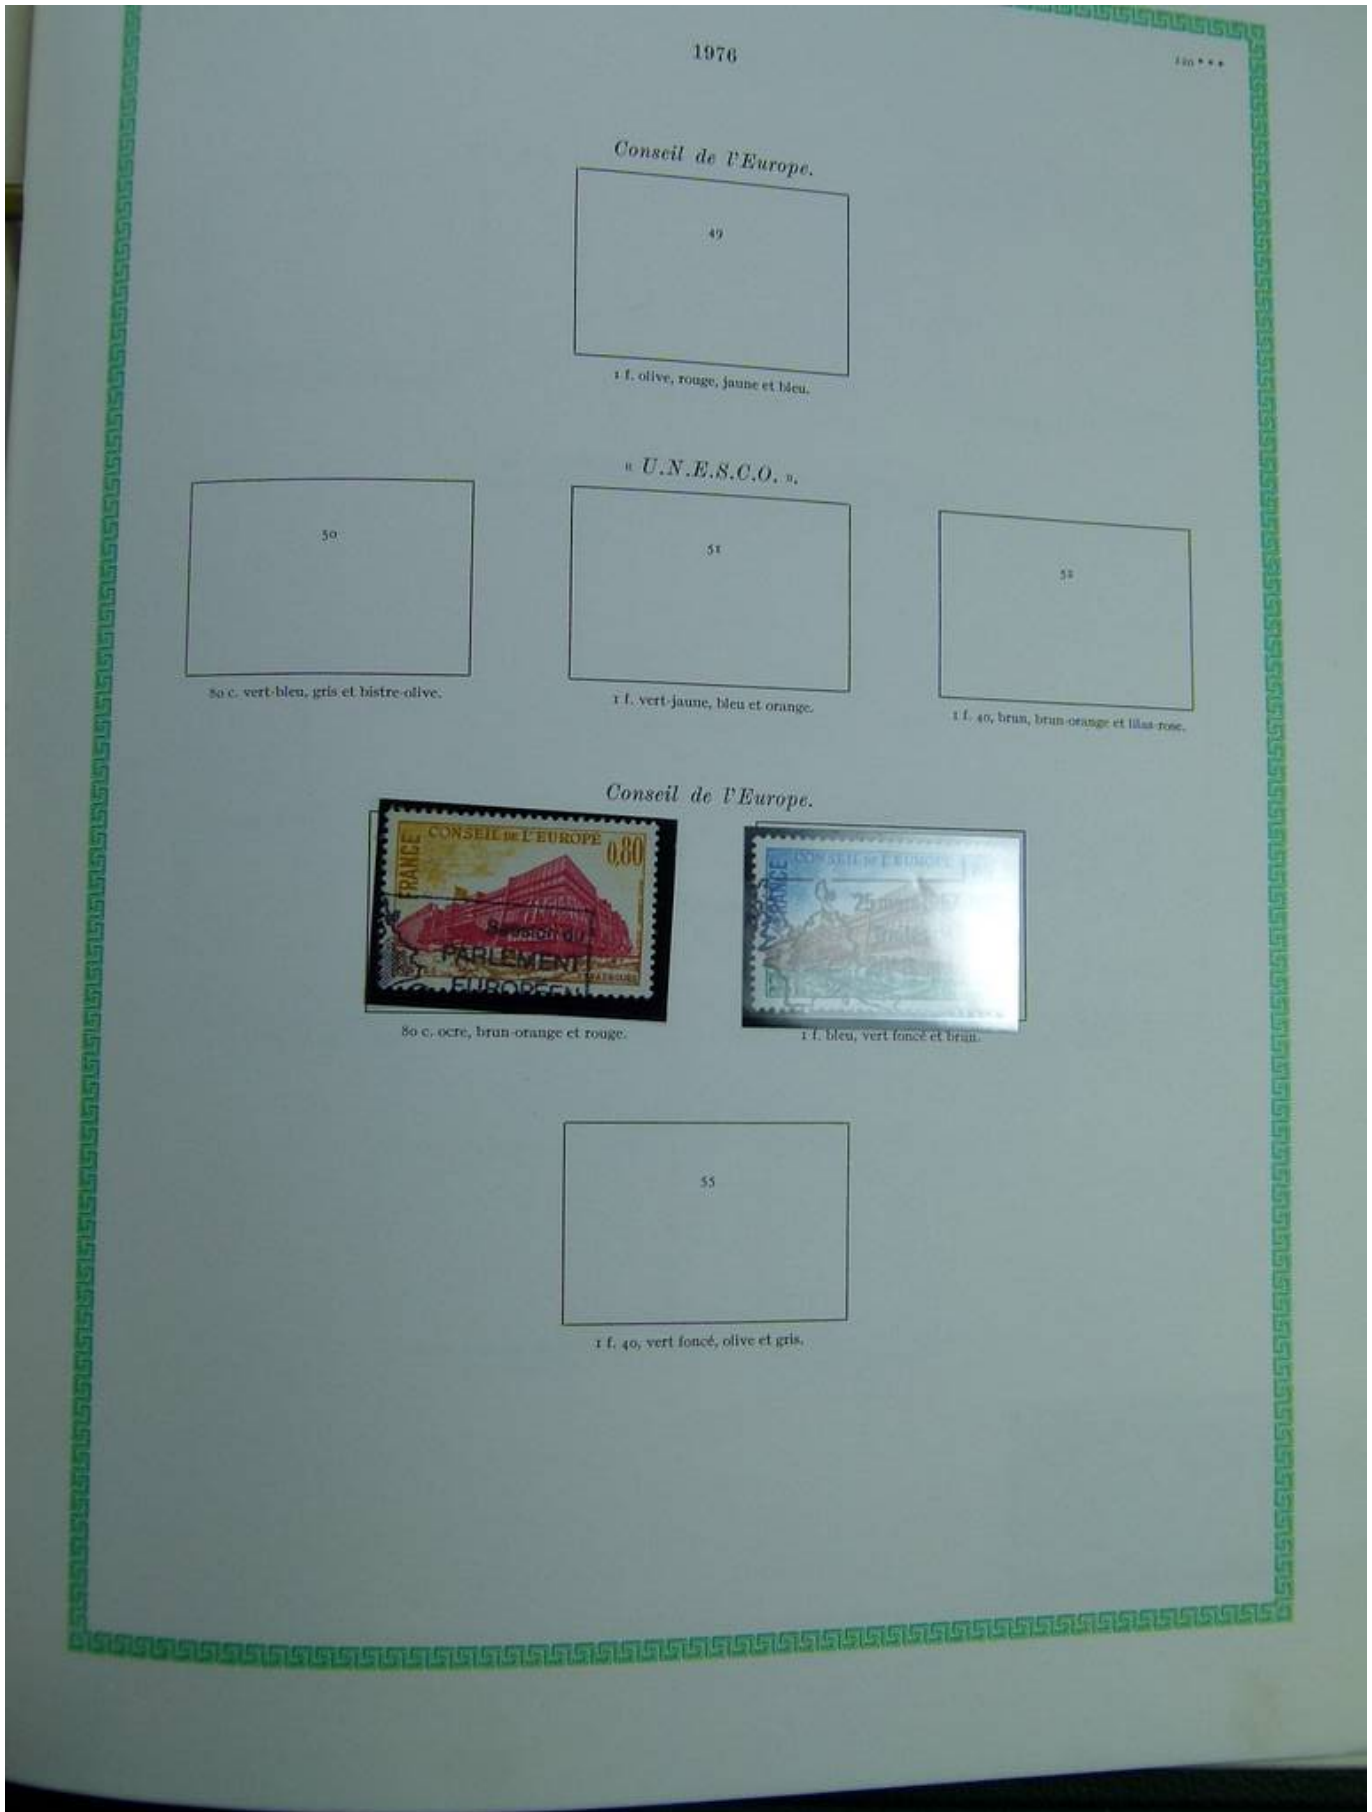 1976
Conseil de l'Europe.
49
1 f. olive, rouge, jaune et bleu.
« U.N.E.S.C.O. ».
50
51
52
80 c. vert-bleu, gris et bistre-olive.
1 f. vert-jaune, bleu et orange.
1 f. 40, brun, brun-orange et lilas-rose.
Conseil de l'Europe.
FRANCE
CONSEIL DE L'EUROPE
0,80
Session du
PARLEMENT
EUROPÉEN
FRANCE
CONSEIL DE L'EUROPE
25 mars
80 c. ocre, brun-orange et rouge.
1 f. bleu, vert foncé et brun.
55
1 f. 40, vert foncé, olive et gris.